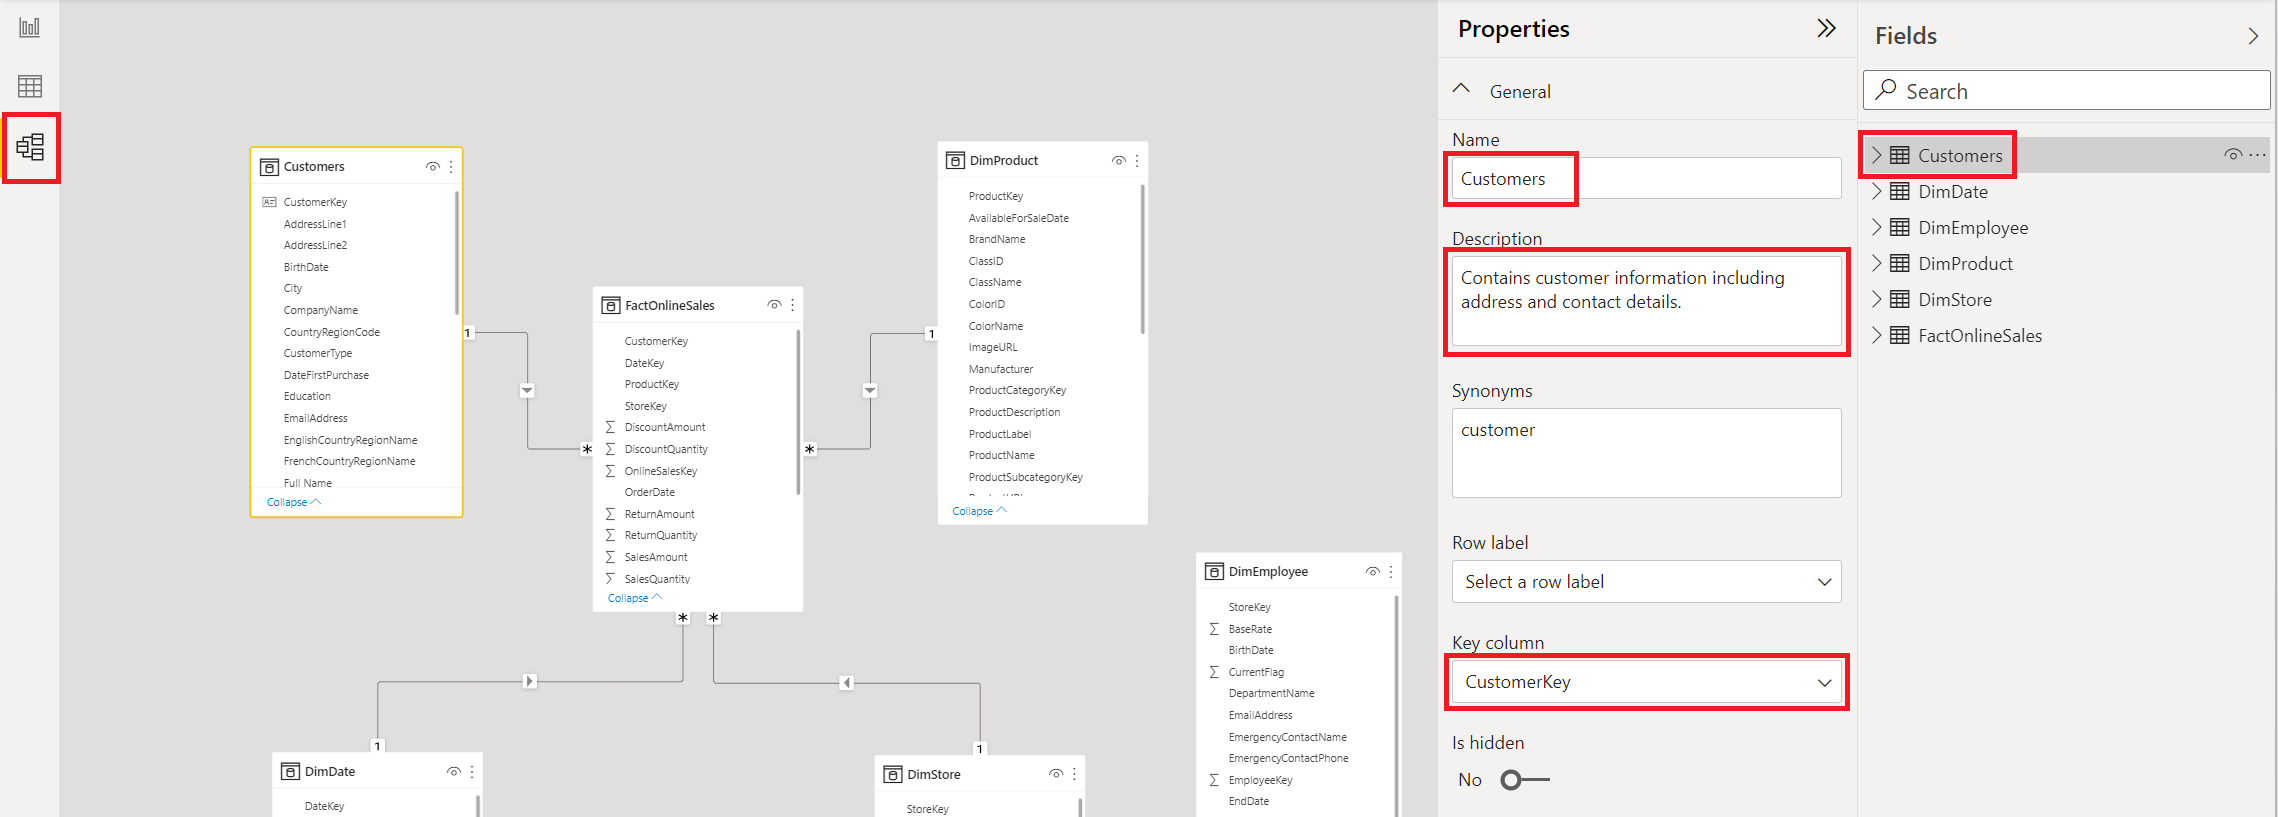 Customers
CustomerKey
AddressLine1
AddressLine2
BirthDate
City
CompanyName
CountryRegionCode
CustomerType
DateFirstPurchase
Education
EmailAddress
EnglishCountryRegionName
FrenchCountryRegionName
Full Name
Collapse
1
*
FactOnlineSales
CustomerKey
DateKey
ProductKey
StoreKey
DiscountAmount
DiscountQuantity
OnlineSalesKey
OrderDate
ReturnAmount
ReturnQuantity
SalesAmount
SalesQuantity
Collapse
*
1
DimProduct
ProductKey
AvailableForSaleDate
BrandName
ClassID
ClassName
ColorID
ColorName
ImageURL
Manufacturer
ProductCategoryKey
ProductDescription
ProductLabel
ProductName
ProductSubcategoryKey
Collapse
*
*
1
1
DimDate
DateKey
DimStore
StoreKey
DimEmployee
StoreKey
BaseRate
BirthDate
CurrentFlag
DepartmentName
EmailAddress
EmergencyContactName
EmergencyContactPhone
EmployeeKey
EndDate
Properties
General
Name
Customers
Description
Contains customer information including
address and contact details.
Synonyms
customer
Row label
Select a row label
Key column
CustomerKey
Is hidden
No
Fields
Search
Customers
DimDate
DimEmployee
DimProduct
DimStore
FactOnlineSales